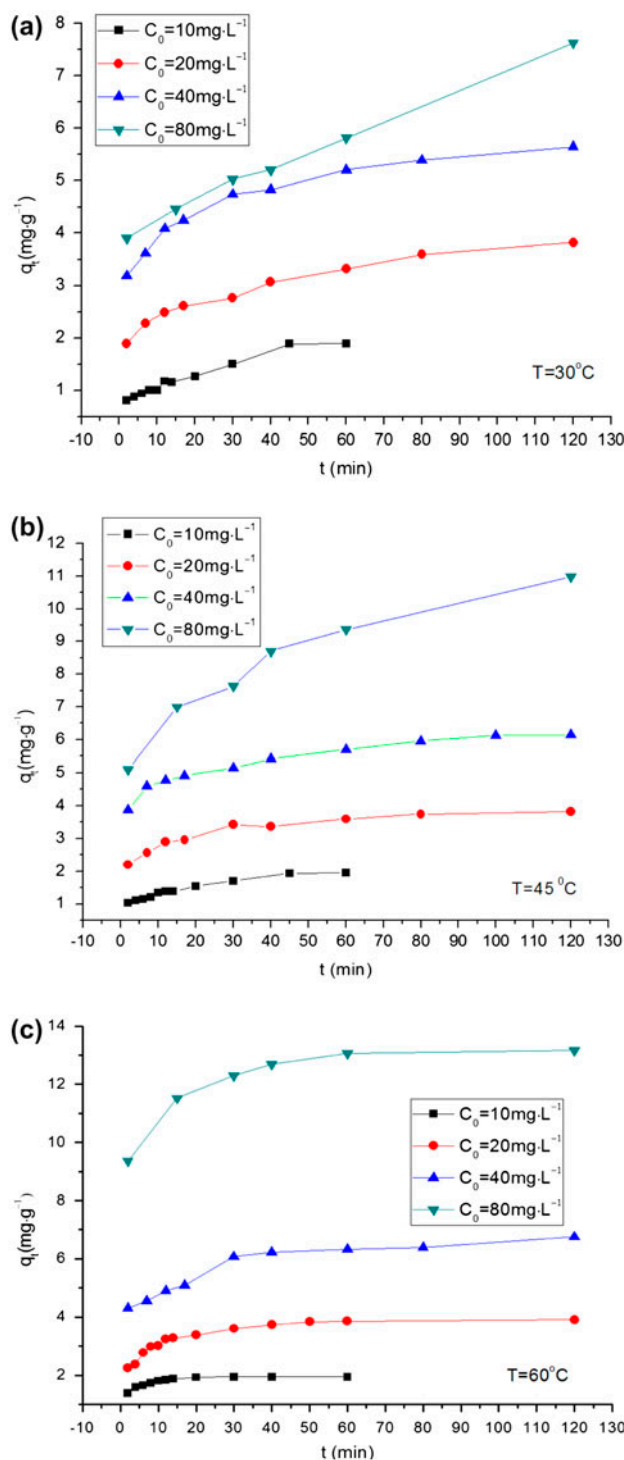 (a)
C₀=10mg·L⁻¹
C₀=20mg·L⁻¹
C₀=40mg·L⁻¹
C₀=80mg·L⁻¹
8
7
6
5
4
3
2
1
qₜ(mg·g⁻¹)
T=30°C
-10 0 10 20 30 40 50 60 70 80 90 100 110 120 130
t (min)
(b)
C₀=10mg·L⁻¹
C₀=20mg·L⁻¹
C₀=40mg·L⁻¹
C₀=80mg·L⁻¹
12
11
10
9
8
7
6
5
4
3
2
1
qₜ(mg·g⁻¹)
T=45 ⁰C
-10 0 10 20 30 40 50 60 70 80 90 100 110 120 130
t (min)
(c)
14
12
10
8
6
4
2
qₜ(mg·g⁻¹)
C₀=10mg·L⁻¹
C₀=20mg·L⁻¹
C₀=40mg·L⁻¹
C₀=80mg·L⁻¹
T=60°C
-10 0 10 20 30 40 50 60 70 80 90 100 110 120 130
t (min)